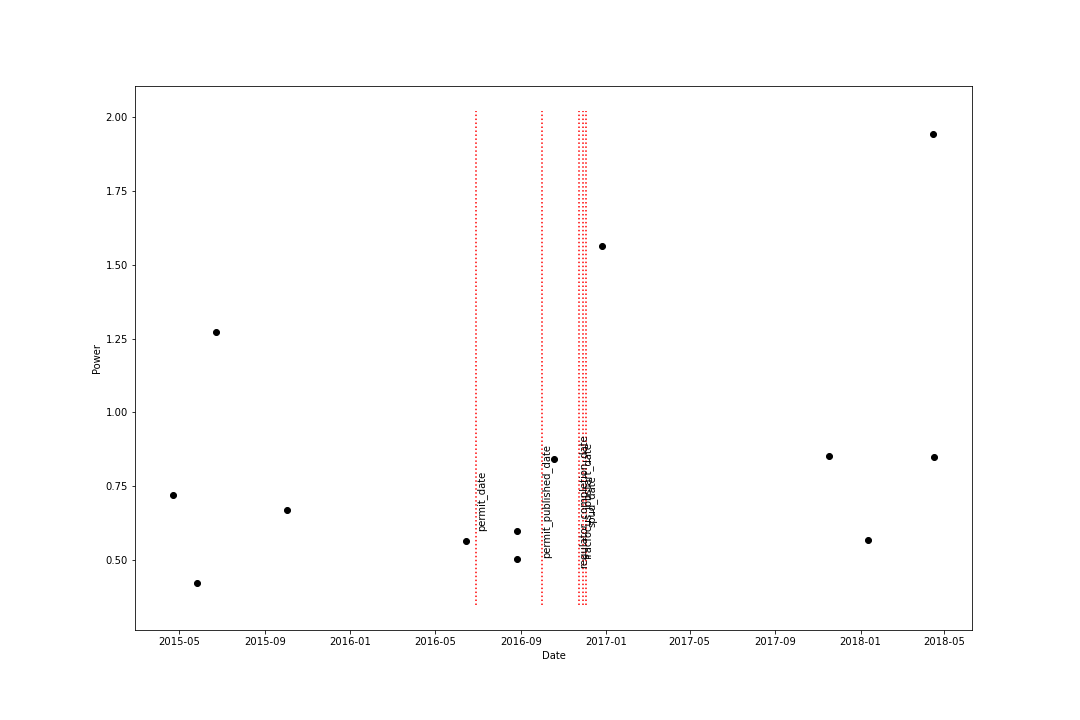 2.00
1.75
1.50
1.25
1.00
0.75
0.50
Power
permit_date
permit_published_date
regulator_completion_date
spud_date
2015-05
2015-09
2016-01
2016-05
2016-09
2017-01
2017-05
2017-09
2018-01
2018-05
Date